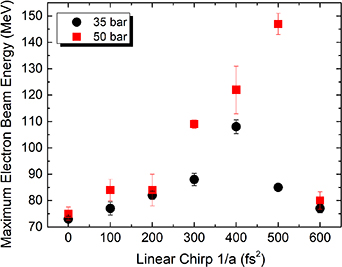 Maximum Electron Beam Energy (MeV)
150
140
130
120
110
100
90
80
70
35 bar
50 bar
0 100 200 300 400 500 600
Linear Chirp 1/a (fs²)